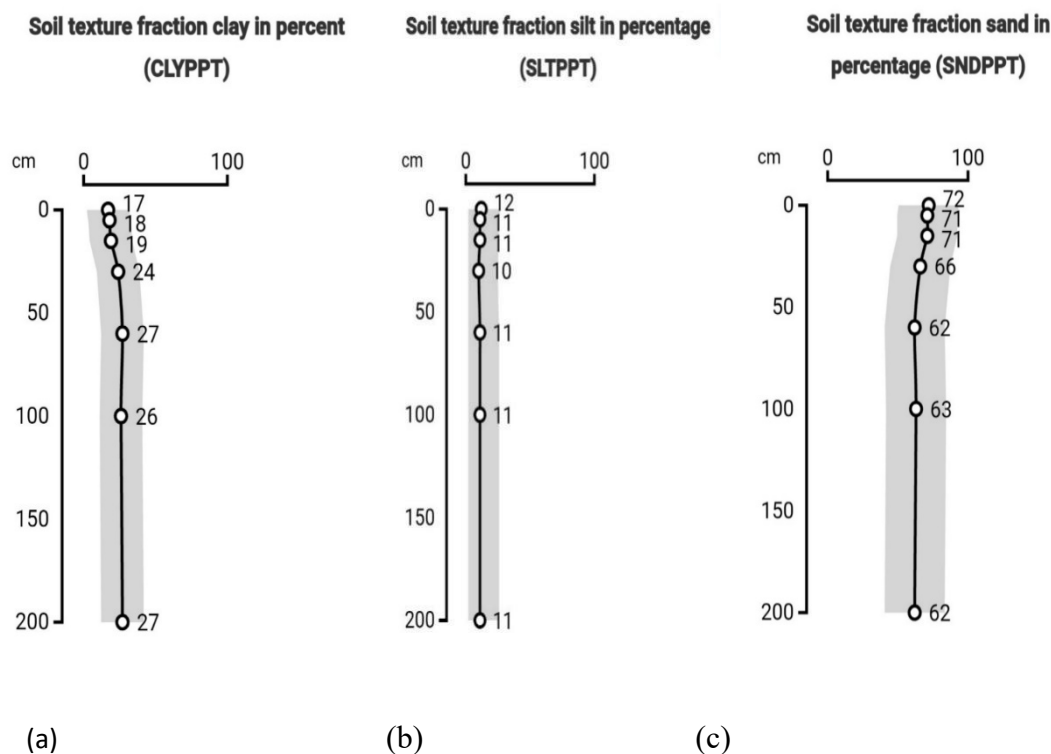 Soil texture fraction clay in percent
(CLYPPT)
cm 0 100
0 17
18
19
24
50
27
100 26
150
200 27
(a)
Soil texture fraction silt in percentage
(SLTPPT)
cm 0 100
0 12
11
11
10
50
11
100 11
150
200 11
(b)
Soil texture fraction sand in
percentage (SNDPPT)
cm 0 100
0 72
71
71
66
50
62
100 63
150
200 62
(c)